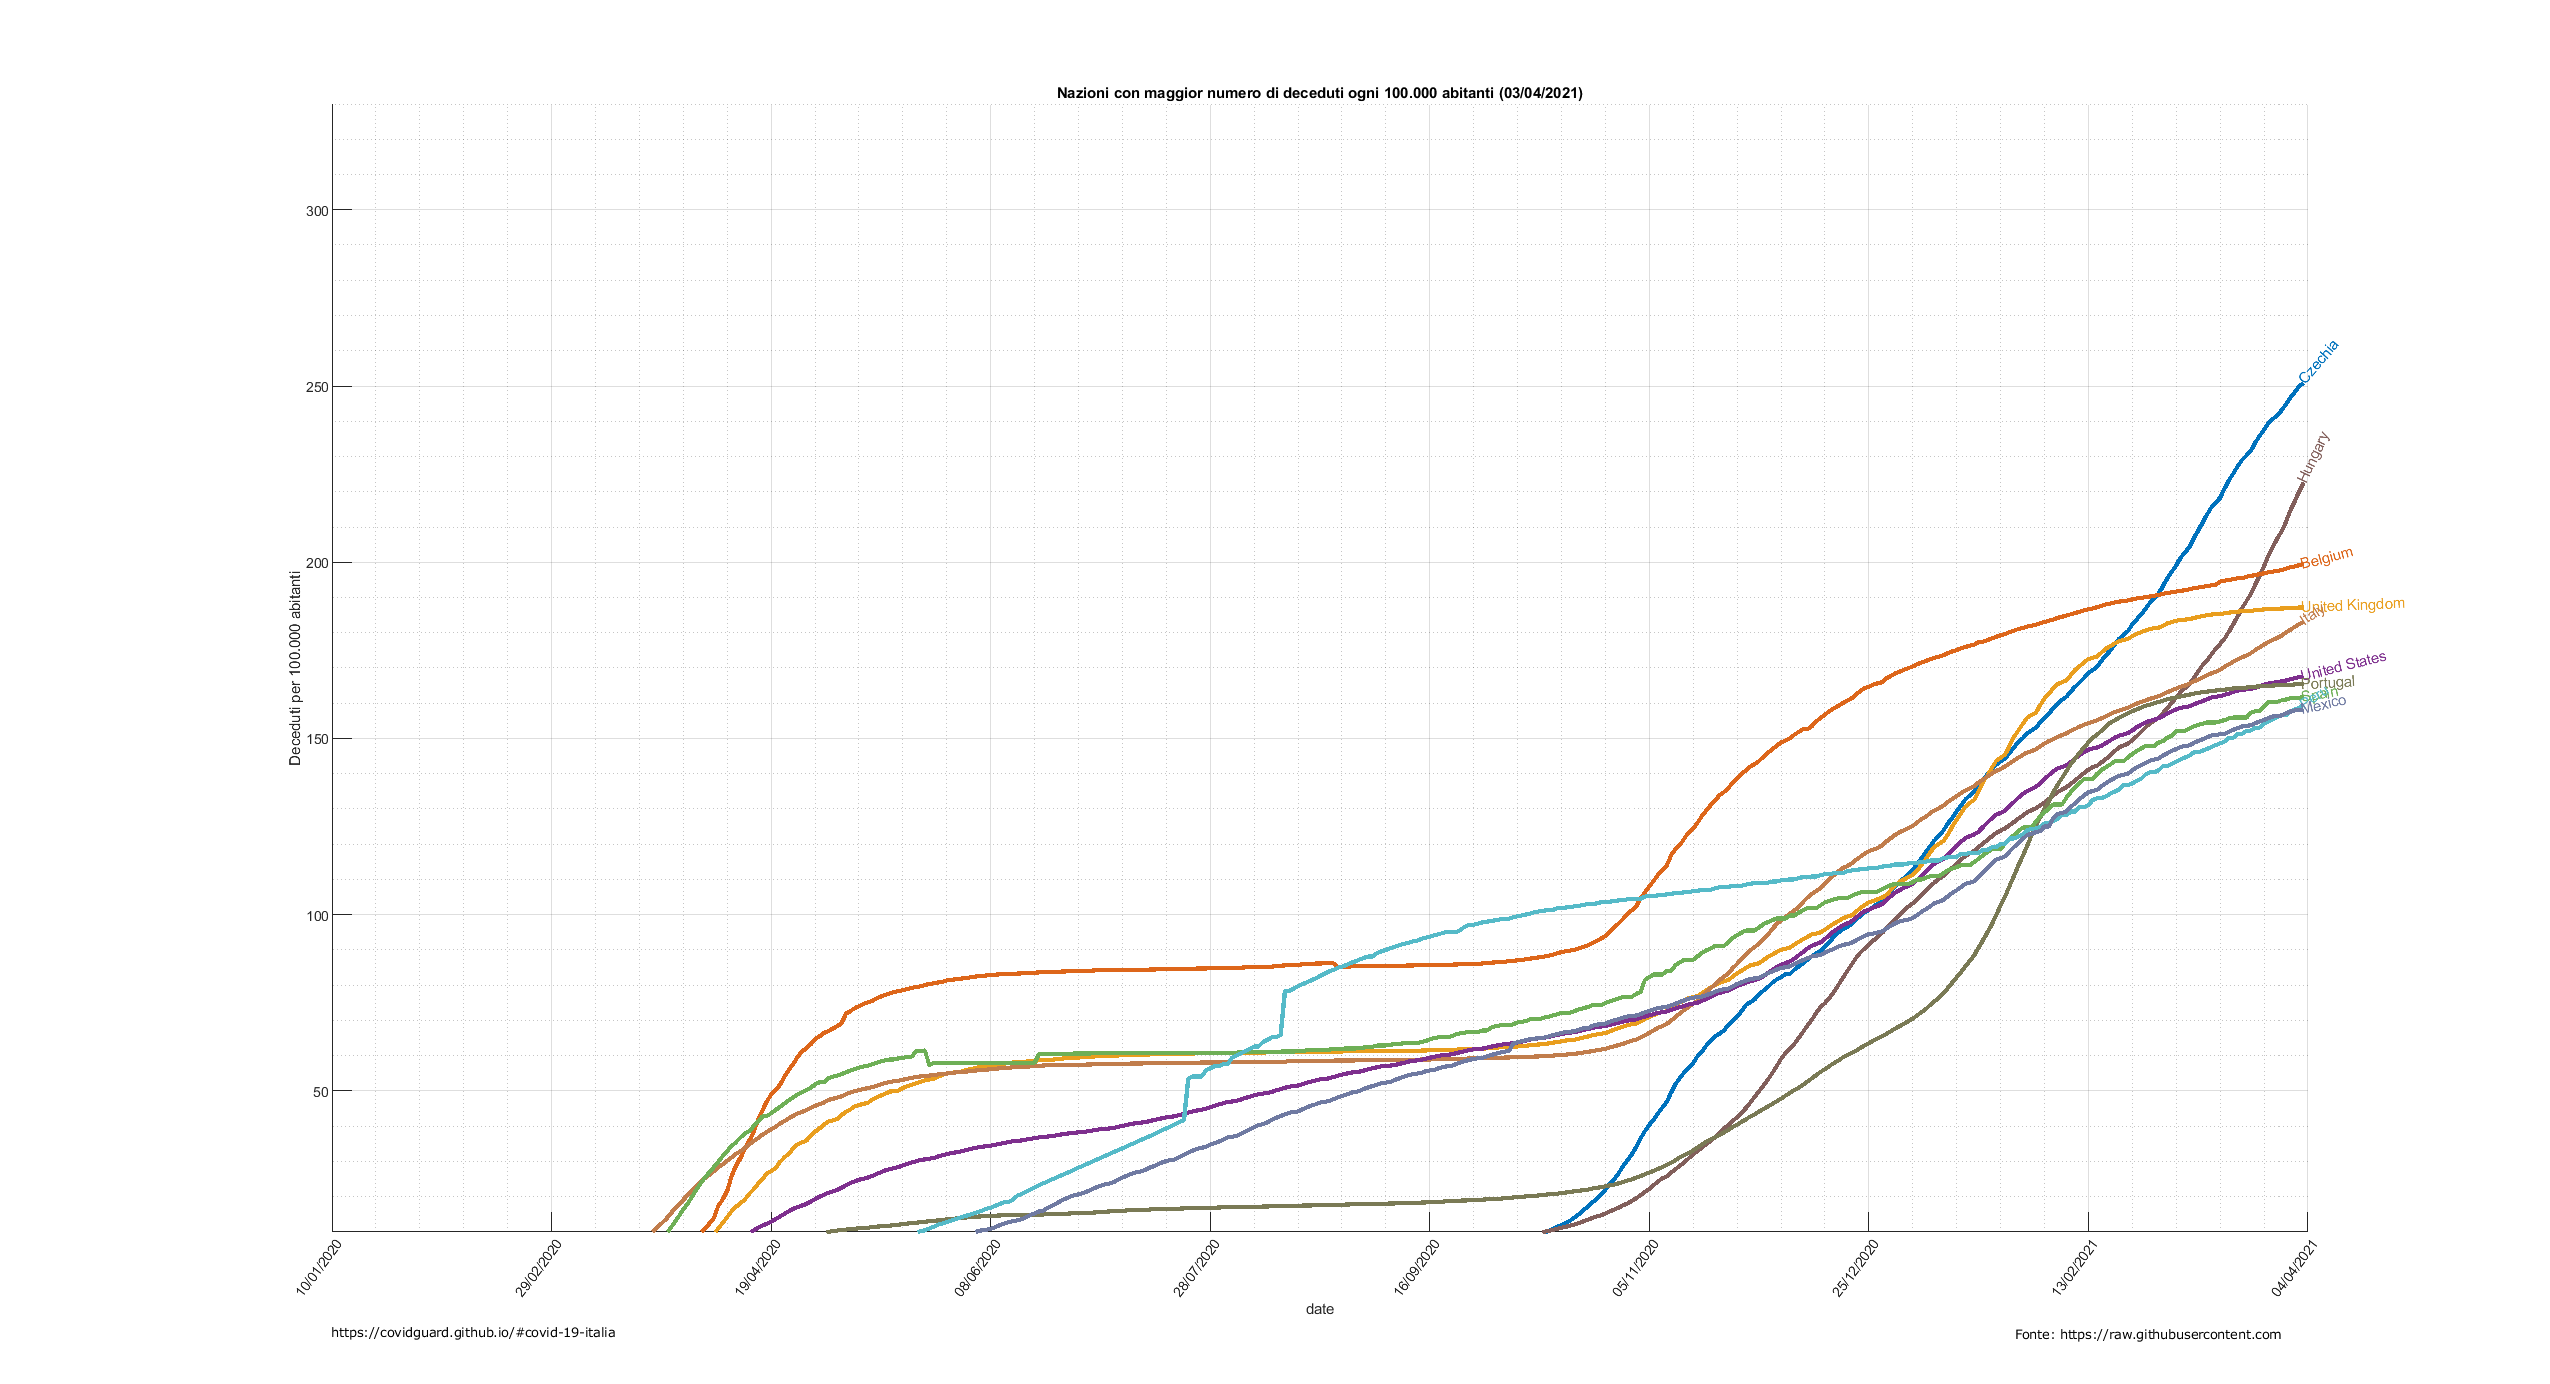 Nazioni con maggior numero di deceduti ogni 100.000 abitanti (03/04/2021)
Deceduti per 100.000 abitanti
300
250
200
150
100
50
Czechia
Hungary
Belgium
United Kingdom
Italy
United States
Portugal
Spain
Mexico
10/01/2020
29/02/2020
19/04/2020
08/06/2020
28/07/2020
16/09/2020
05/11/2020
25/12/2020
13/02/2021
04/04/2021
date
https://covidguard.github.io/#covid-19-italia
Fonte: https://raw.githubusercontent.com